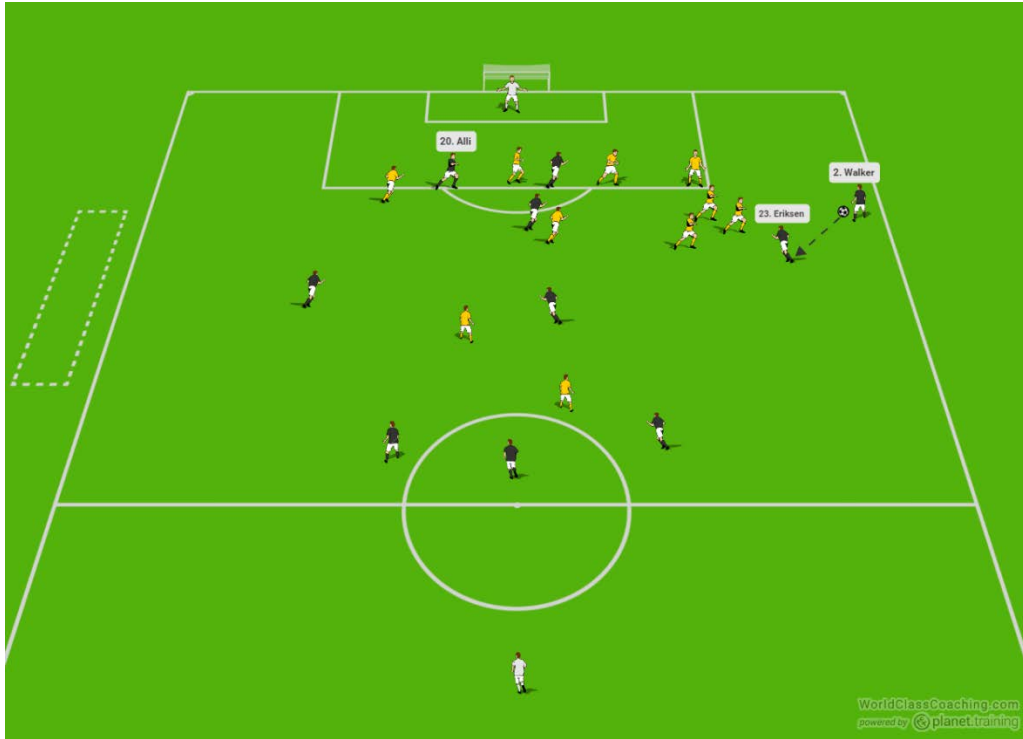 20. Alli
2. Walker
23. Eriksen
WorldClassCoaching.com
powered by planet.training